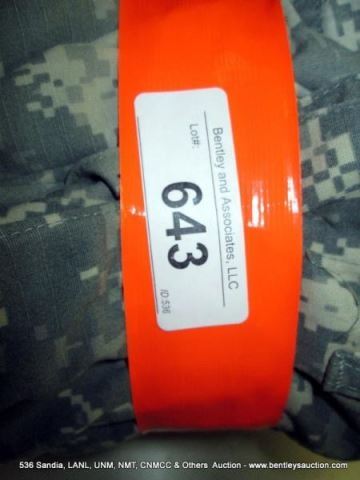 Bentley and Associates, LLC
Lot#:
643
ID 536
536 Sandia, LANL, UNM, NMT, CNMCC & Others Auction - www.bentleysauction.com